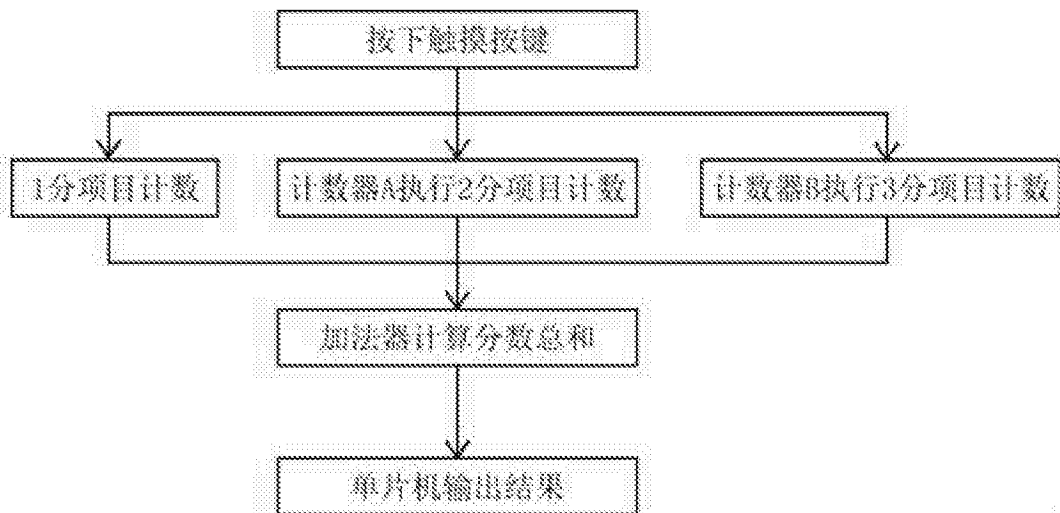 按下触摸按键
1分项目计数
计数器A执行2分项目计数
计数器B执行3分项目计数
加法器计算分数总和
单片机输出结果